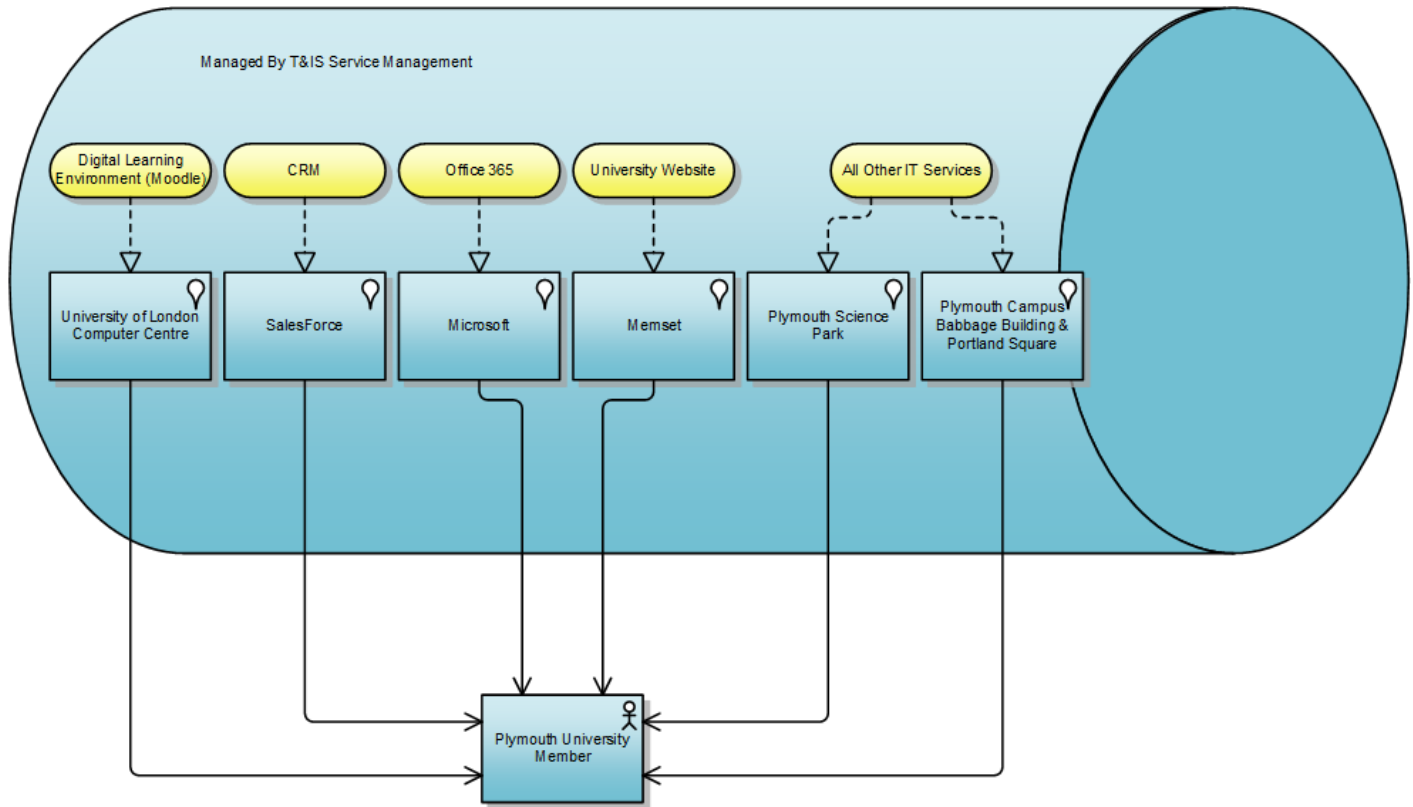 Managed By T&IS Service Management
Digital Learning
Environment (Moodle)
CRM
Office 365
University Website
All Other IT Services
University of London
Computer Centre
SalesForce
Microsoft
Memset
Plymouth Science
Park
Plymouth Campus
Babbage Building &
Portland Square
Plymouth University
Member